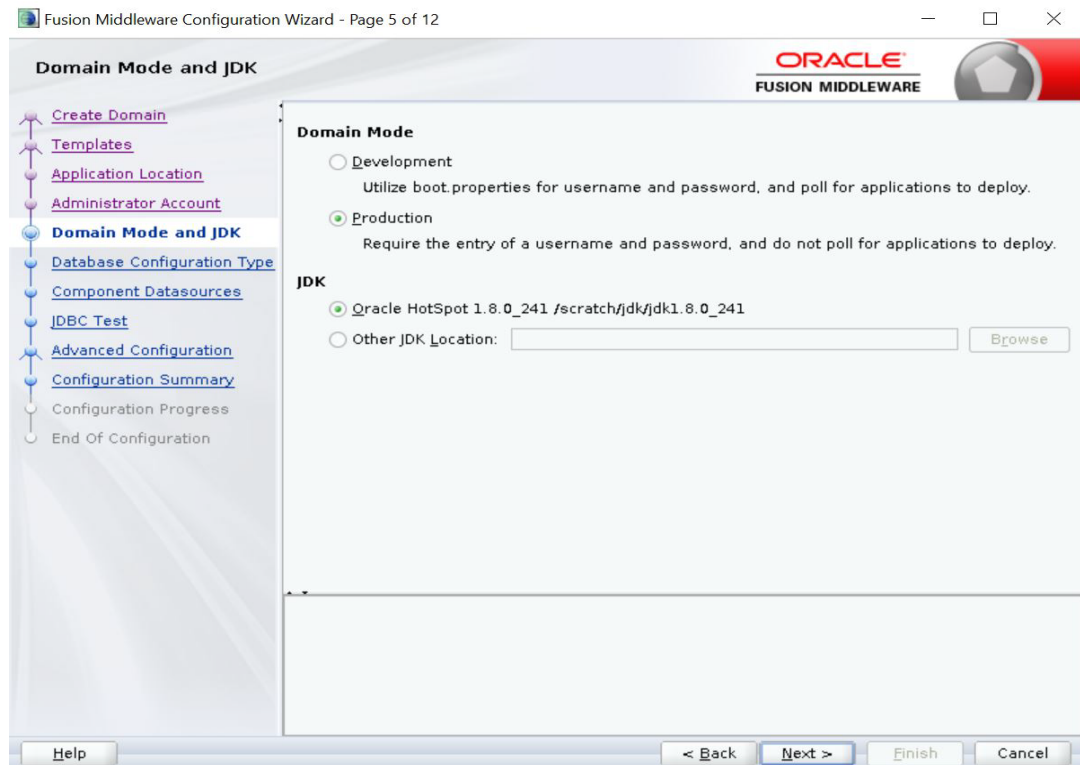 Fusion Middleware Configuration Wizard - Page 5 of 12
Domain Mode and JDK
ORACLE
FUSION MIDDLEWARE
Create Domain
Templates
Application Location
Administrator Account
Domain Mode and JDK
Database Configuration Type
Component Datasources
JDBC Test
Advanced Configuration
Configuration Summary
Configuration Progress
End Of Configuration
Domain Mode
Development
Utilize boot.properties for username and password, and poll for applications to deploy.
Production
Require the entry of a username and password, and do not poll for applications to deploy.
JDK
Oracle HotSpot 1.8.0_241 /scratch/jdk/jdk1.8.0_241
Other JDK Location:
Browse
Help
< Back
Next >
Finish
Cancel